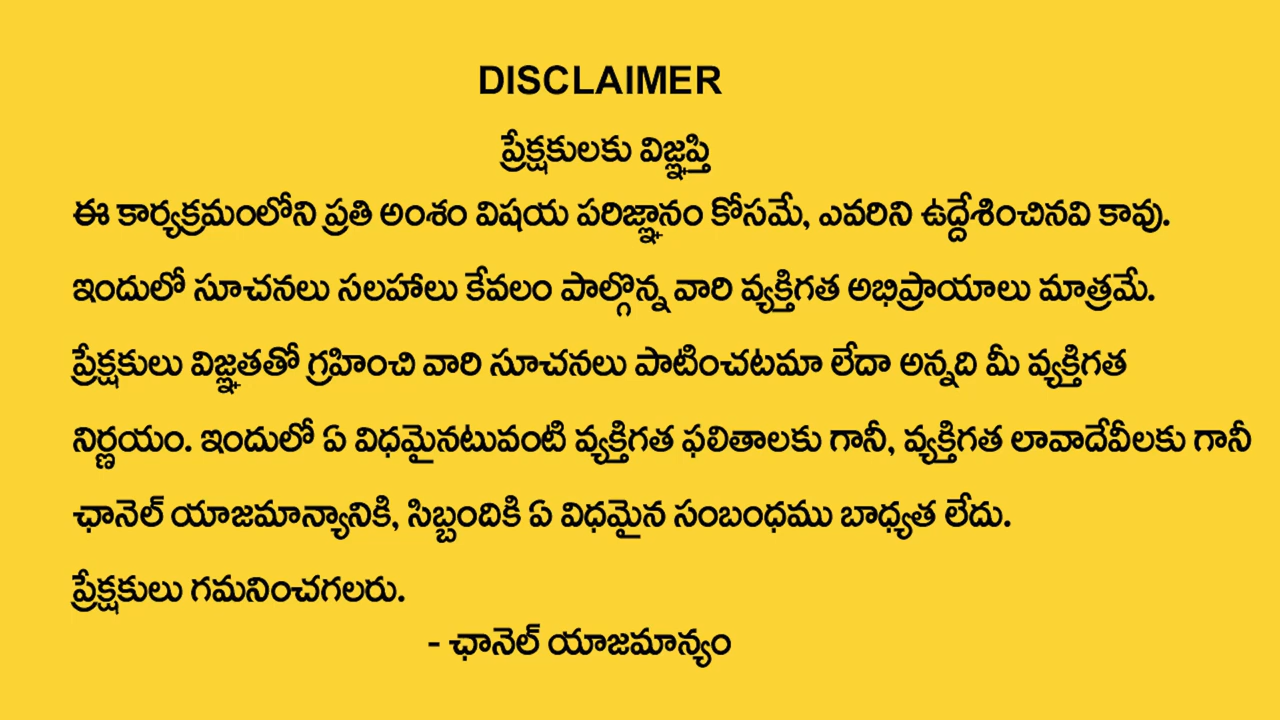 DISCLAIMER
ప్రేక్షకులకు విజ్ఞప్తి
ఈ కార్యక్రమంలోని ప్రతి అంశం విషయ పరిజ్ఞానం కోసమే, ఎవరిని ఉద్దేశించినవి కావు.
ఇందులో సూచనలు సలహాలు కేవలం పాల్గొన్న వారి వ్యక్తిగత అభిప్రాయాలు మాత్రమే.
ప్రేక్షకులు విజ్ఞతతో గ్రహించి వారి సూచనలు పాటించటమా లేదా అన్నది మీ వ్యక్తిగత
నిర్ణయం. ఇందులో ఏ విధమైనటువంటి వ్యక్తిగత ఫలితాలకు గానీ, వ్యక్తిగత లావాదేవీలకు గానీ
ఛానెల్ యాజమాన్యానికి, సిబ్బందికి ఏ విధమైన సంబంధము బాధ్యత లేదు.
ప్రేక్షకులు గమనించగలరు.
- ఛానెల్ యాజమాన్యం